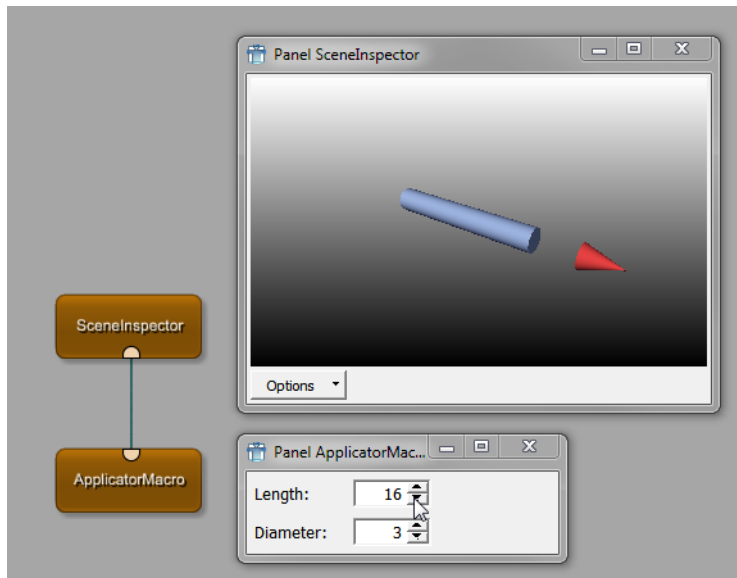 Panel SceneInspector
SceneInspector
Options
ApplicatorMacro
Panel ApplicatorMac...
Length: 16
Diameter: 3